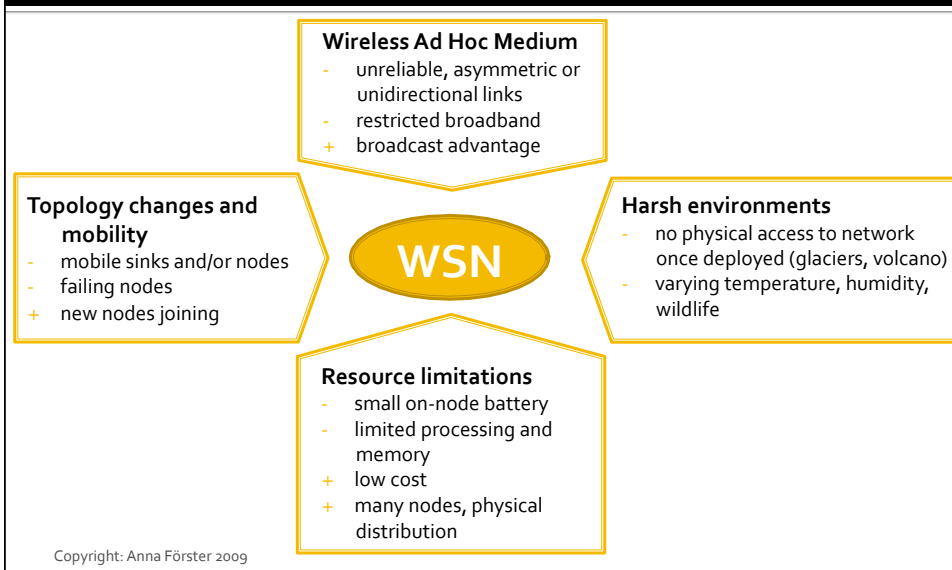 Wireless Ad Hoc Medium
- unreliable, asymmetric or
unidirectional links
- restricted broadband
+ broadcast advantage
Topology changes and
mobility
- mobile sinks and/or nodes
- failing nodes
+ new nodes joining
WSN
Harsh environments
- no physical access to network
once deployed (glaciers, volcano)
- varying temperature, humidity,
wildlife
Resource limitations
- small on-node battery
- limited processing and
memory
+ low cost
+ many nodes, physical
distribution
Copyright: Anna Förster 2009